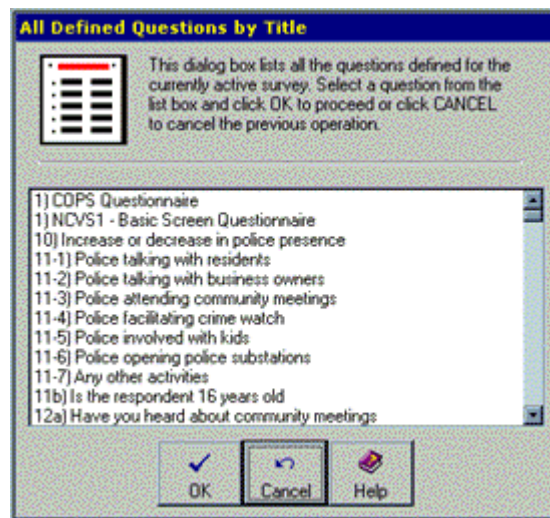 All Defined Questions by Title
This dialog box lists all the questions defined for the
currently active survey. Select a question from the
list box and click OK to proceed or click CANCEL
to cancel the previous operation.
1) COPS Questionnaire
1) NCVS1 - Basic Screen Questionnaire
10) Increase or decrease in police presence
11-1) Police talking with residents
11-2) Police talking with business owners
11-3) Police attending community meetings
11-4) Police facilitating crime watch
11-5) Police involved with kids
11-6) Police opening police substations
11-7) Any other activities
11b) Is the respondent 16 years old
12a) Have you heard about community meetings
OK Cancel Help